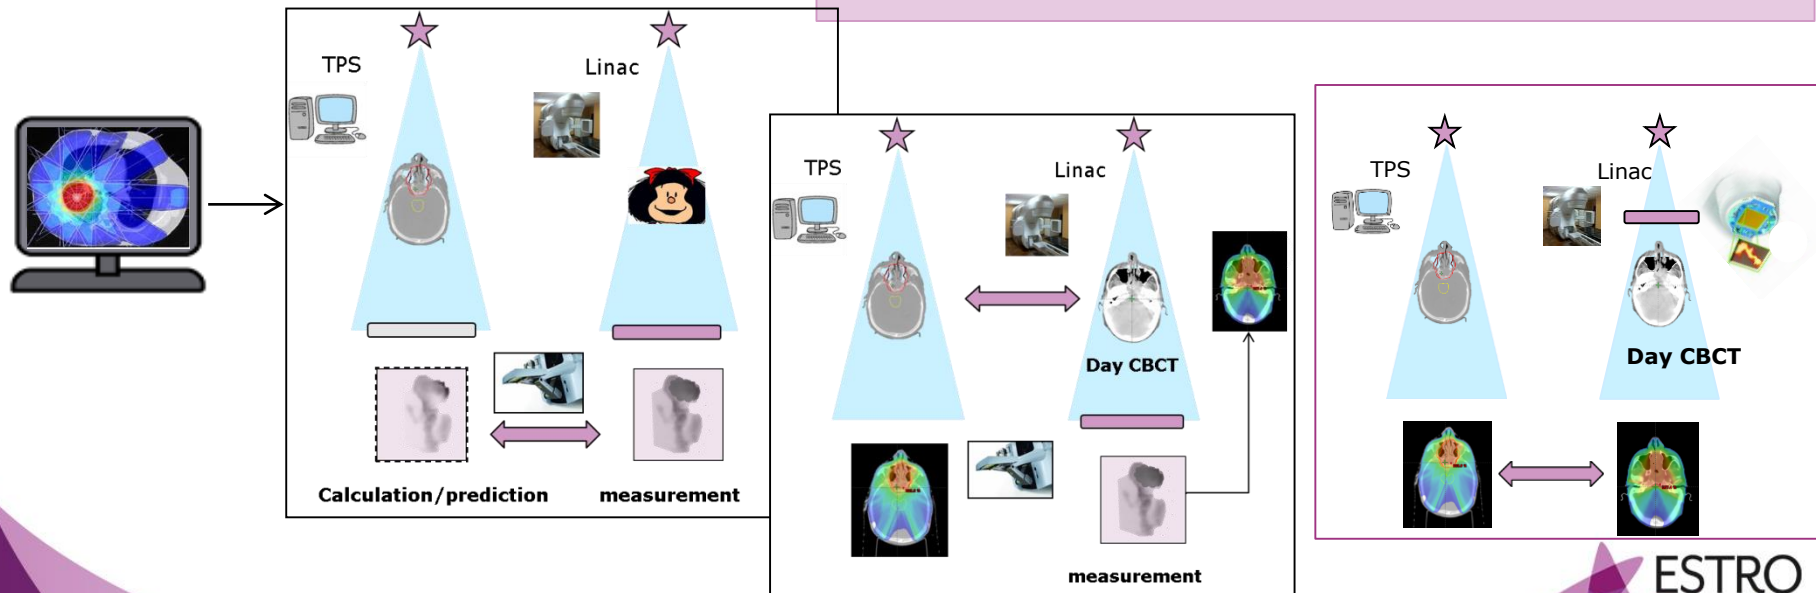 TPS
Linac
Calculation/prediction
measurement
TPS
Linac
Day CBCT
measurement
TPS
Linac
Day CBCT
ESTRO